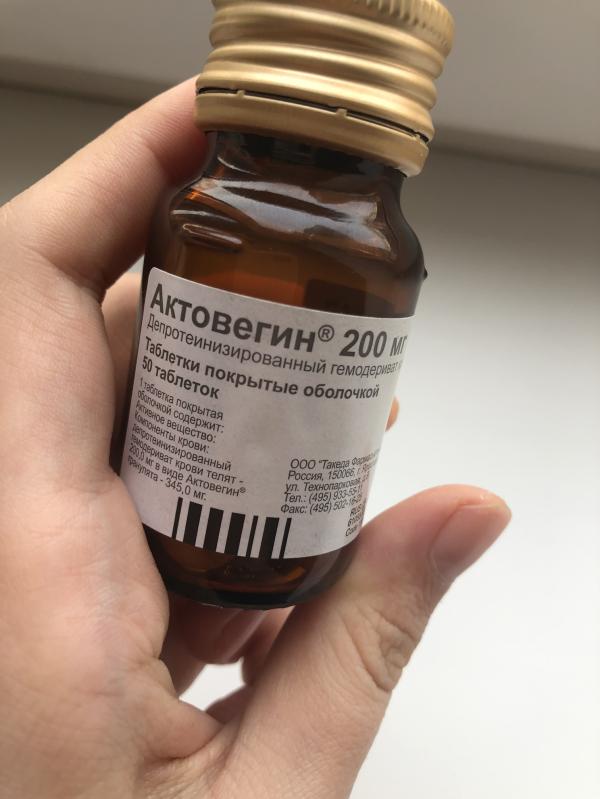 Актовегин® 200 мг
Депротеинизированный гемодериват
Таблетки покрытые оболочкой
50 таблеток
1 таблетка покрытая
оболочкой содержит:
Активное вещество:
Компоненты крови:
депротеинизированный
гемодериват крови телят -
200,0 мг в виде Актовегин®
гранулята - 345,0 мг.
ООО "Такеда
Россия, 150066, г.
ул. Технопарковая,
Тел.: (495) 933-55-
Факс: (495) 502-16-25